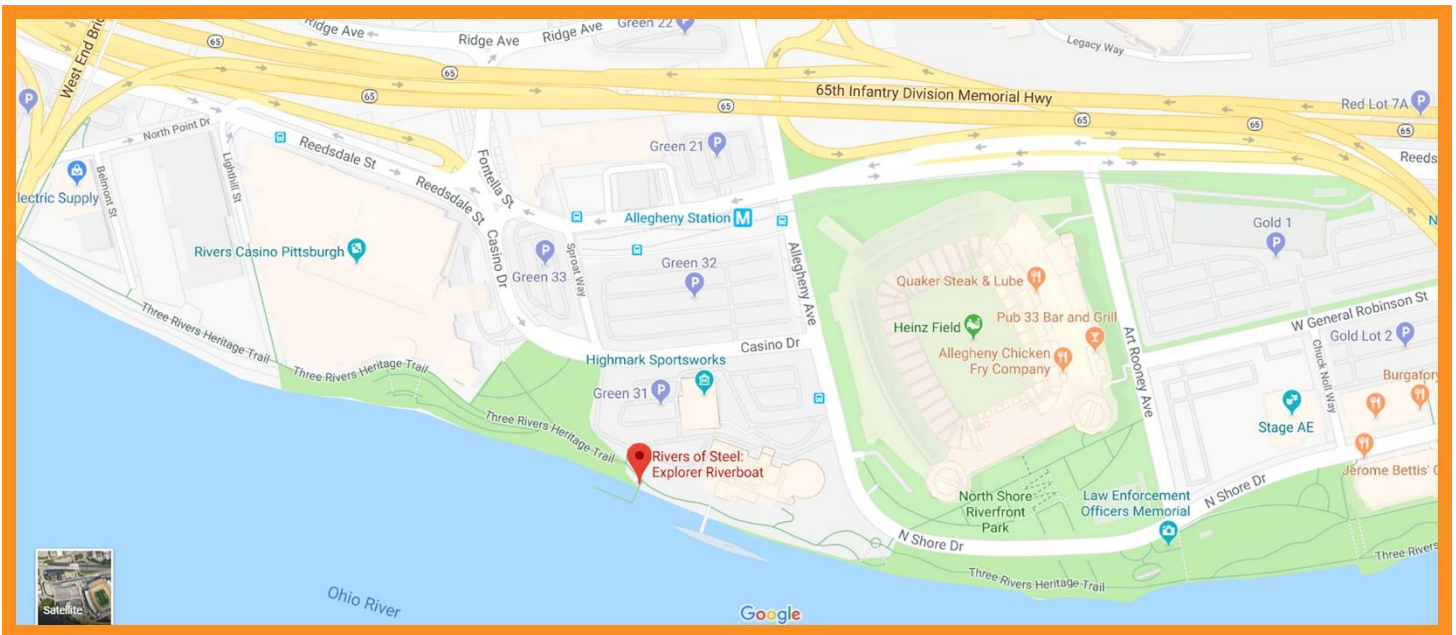 Ridge Ave
Ridge Ave
Ridge Ave
Green 22
Legacy Way
West End Bri
65
65
65
65
65
65
65
65th Infantry Division Memorial Hwy
Red Lot 7A
North Point Dr
Reedsdale St
Green 21
Reeds
Lighthill St
Belmont St
lectric Supply
Fontella St
Reedsdale St
Allegheny Station
M
Gold 1
N
Rivers Casino Pittsburgh
Casino Dr
Green 33
Sproat Way
Green 32
Allegheny Ave
Quaker Steak & Lube
Pub 33 Bar and Grill
Heinz Field
Allegheny Chicken
Fry Company
Art Rooney Ave
W General Robinson St
Gold Lot 2
Chuck Noll Way
Three Rivers Heritage Trail
Three Rivers Heritage Trail
Casino Dr
Highmark Sportsworks
Green 31
Burgatory
Stage AE
Three Rivers Heritage Trail
Rivers of Steel:
Explorer Riverboat
Jerome Bettis'
North Shore
Riverfront
Park
Law Enforcement
Officers Memorial
N Shore Dr
N Shore Dr
Three Rivers Heritage Trail
Three Rivers
Ohio River
Satellite
Google